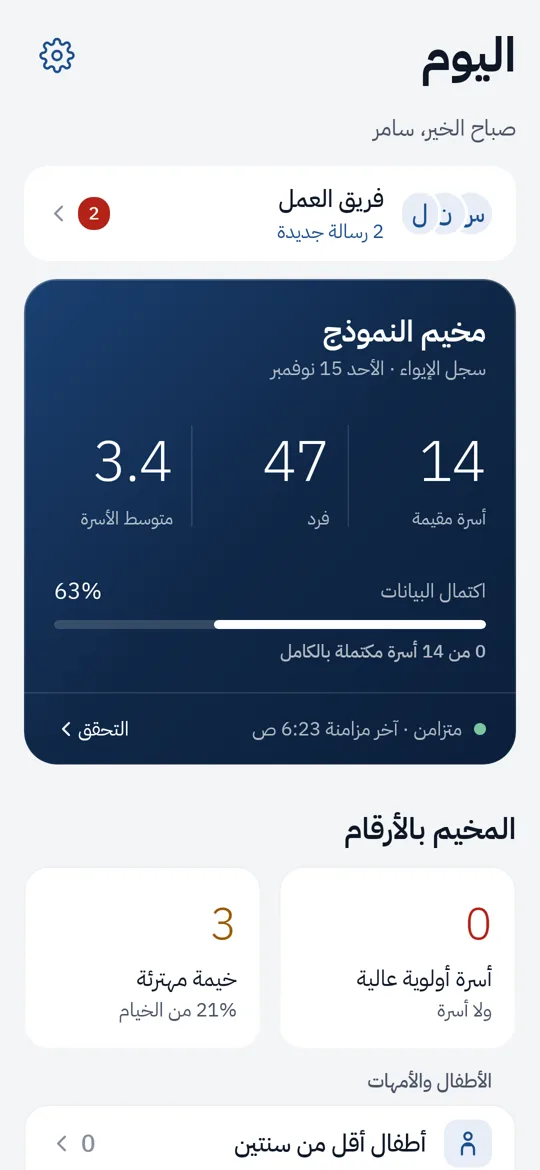 اليوم
صباح الخير، سامر
س ن ل
فريق العمل
2 رسالة جديدة
2
مخيم النموذج
سجل الإيواء · الأحد 15 نوفمبر
14 47 3.4
أسرة مقيمة فرد متوسط الأسرة
اكتمال البيانات 63%
0 من 14 أسرة مكتملة بالكامل
متزامن · آخر مزامنة 6:23 ص التحقق
المخيم بالأرقام
0
أسرة أولوية عالية
ولا أسرة
3
خيمة مهترئة
21% من الخيام
الأطفال والأمهات
أطفال أقل من سنتين 0